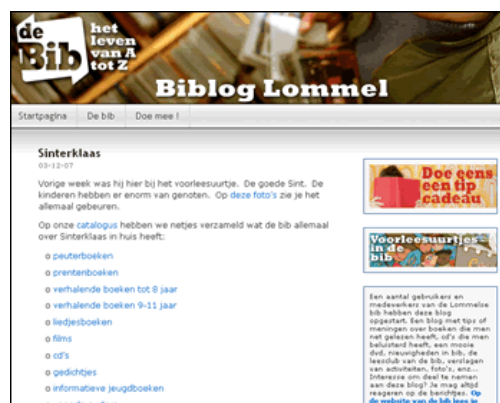 de
Bib
het
leven
van A
tot Z
Biblog Lommel
Startpagina De bib Doe mee !
Sinterklaas
03-12-07
Vorige week was hij hier bij het voorleesuurtje. De goede Sint. De
kinderen hebben er enorm van genoten. Op deze foto's zie je het
allemaal gebeuren.
Op onze catalogus hebben we netjes verzameld wat de bib allemaal
over Sinterklaas in huis heeft:
o peuterboeken
o prentenboeken
o verhalende boeken tot 8 jaar
o verhalende boeken 9-11 jaar
o liedjesboeken
o films
o cd's
o gedichtjes
o informatieve jeugdboeken
Doe eens
een tip
cadeau
Voorleesuurtjes
in de
bib
Een aantal gebruikers en
medewerkers van de Lommelse
bib hebben deze blog
opgestart. Een blog met tips of
meningen over boeken die men
net gelezen heeft, cd's die men
beluisterd heeft, een mooie
dvd, nieuwigheden in bib, de
leesclub van de bib, verslagen
van activiteiten, foto's, enz...
Interesse om deel te nemen
aan deze blog? Je mag altijd
reageren op de berichtjes. Op
de website van de bib lees je